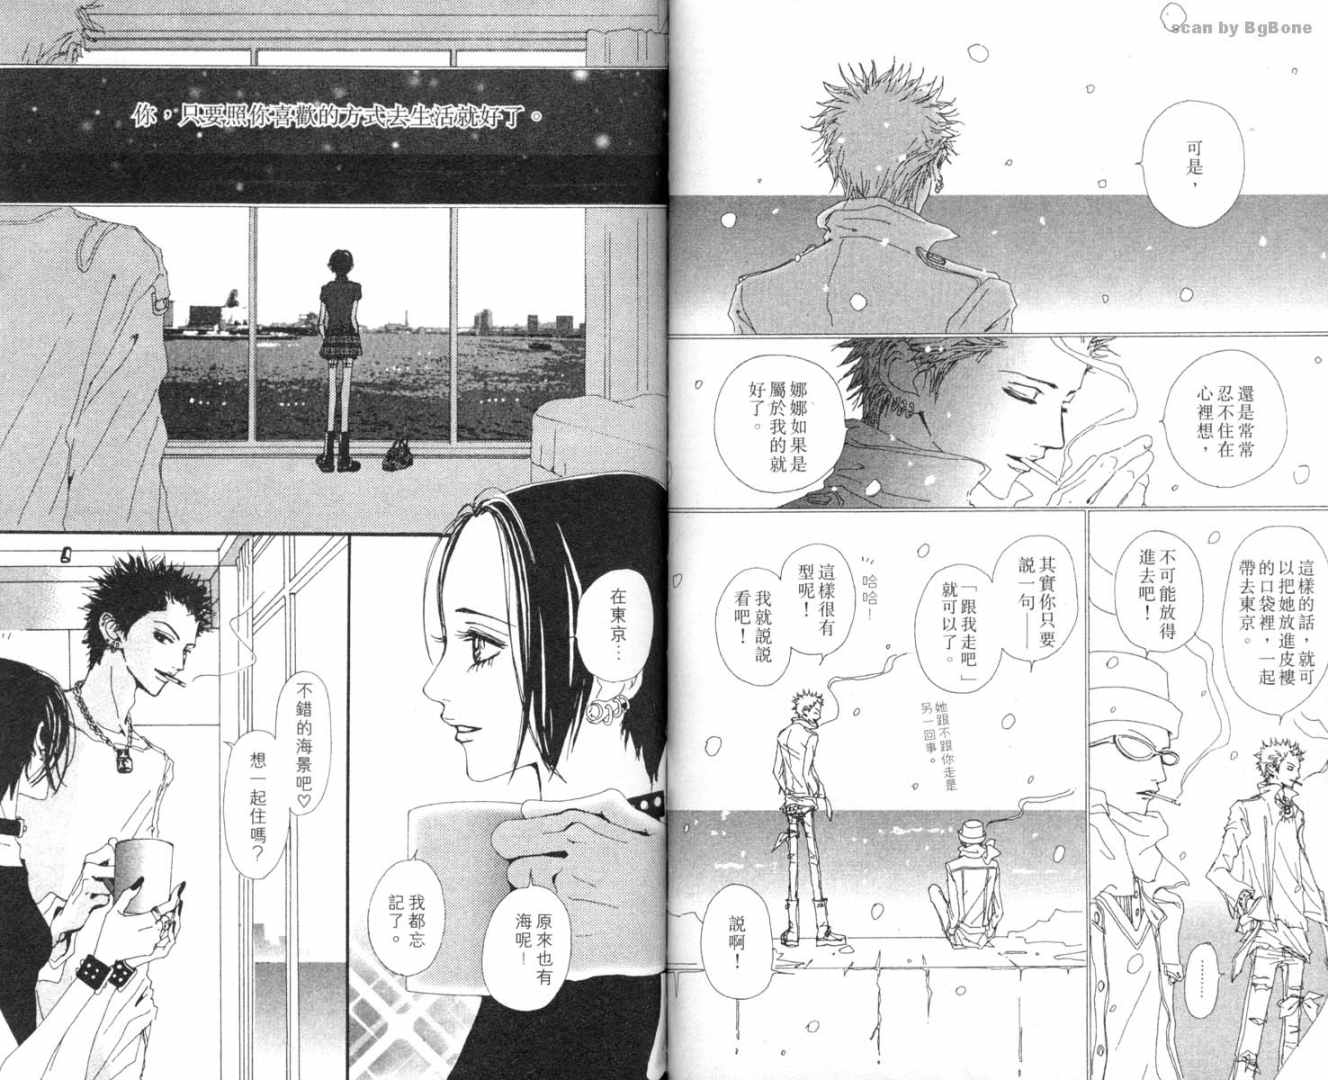 scan by BgBone
可是，
還是常常
忍不住在
心裡想，
娜娜如果是
屬於我的就
好了。
這樣的話，就可
以把她放進皮褸
的口袋裡，一起
帶去東京。
不可能放得
進去吧！
………
其實你只要
說一句——
「跟我走吧」
就可以了。
她跟不跟你走是
另一回事。
哈哈！
這樣很有
型呢！
我就說說
看吧！
說啊！
你，只要照你喜歡的方式去生活就好了。
在東京…
原來也有
海呢！
我都忘
記了。
不錯的海景吧♡
想一起住嗎？